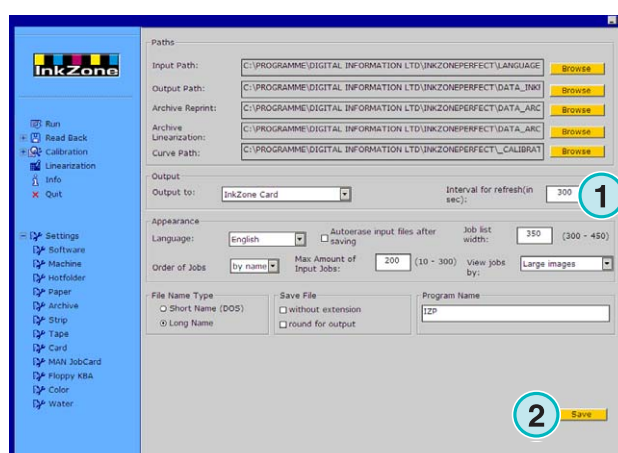 InkZone
Run
Read Back
Calibration
Linearization
Info
Quit
Settings
Software
Machine
Hotfolder
Paper
Archive
Strip
Tape
Card
MAN JobCard
Floppy KBA
Color
Water
Paths
Input Path: C:\PROGRAMME\DIGITAL INFORMATION LTD\INKZONEPERFECT\LANGUAGE Browse
Output Path: C:\PROGRAMME\DIGITAL INFORMATION LTD\INKZONEPERFECT\DATA_INK Browse
Archive Reprint: C:\PROGRAMME\DIGITAL INFORMATION LTD\INKZONEPERFECT\DATA_ARC Browse
Archive
Linearization: C:\PROGRAMME\DIGITAL INFORMATION LTD\INKZONEPERFECT\DATA_ARC Browse
Curve Path: C:\PROGRAMME\DIGITAL INFORMATION LTD\INKZONEPERFECT\_CALIBRAT Browse
Output
Output to: InkZone Card Interval for refresh(in
sec): 300 1
Appearance
Language: English Autoerase input files after
saving Job list
width: 350 (300 - 450)
Order of Jobs by name Max Amount of
Input Jobs: 200 (10 - 300) View jobs
by: Large images
File Name Type Save File Program Name
Short Name (DOS) without extension IZP
Long Name round for output
2 Save